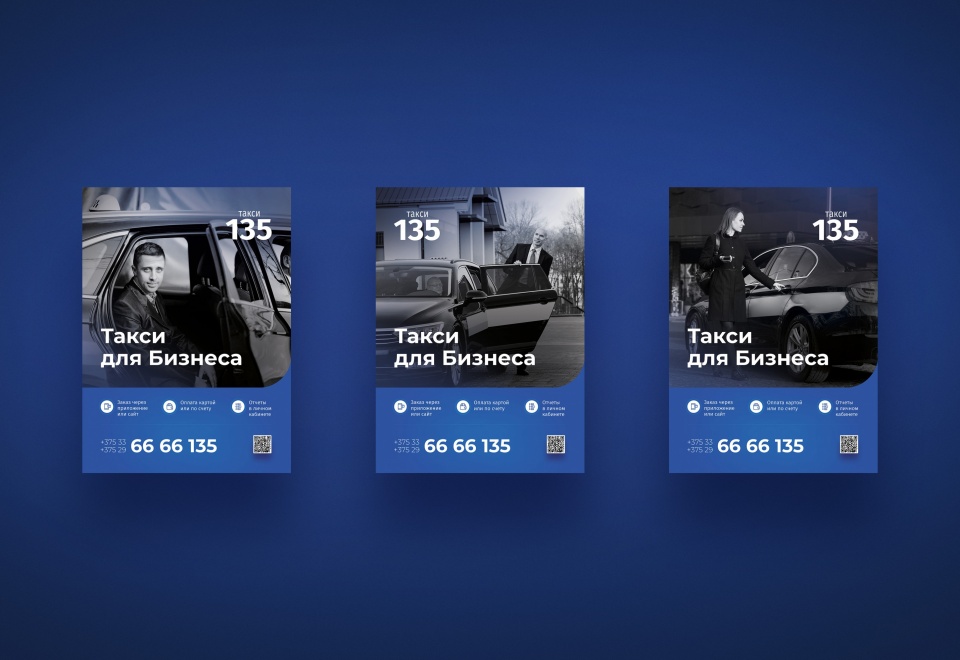 такси
135
Такси
для Бизнеса
Заказ через
приложение
или сайт
Оплата картой
или по счету
Отчеты
в личном
кабинете
+375 33
+375 29
66 66 135
такси
135
Такси
для Бизнеса
Заказ через
приложение
или сайт
Оплата картой
или по счету
Отчеты
в личном
кабинете
+375 33
+375 29
66 66 135
такси
135
Такси
для Бизнеса
Заказ через
приложение
или сайт
Оплата картой
или по счету
Отчеты
в личном
кабинете
+375 33
+375 29
66 66 135